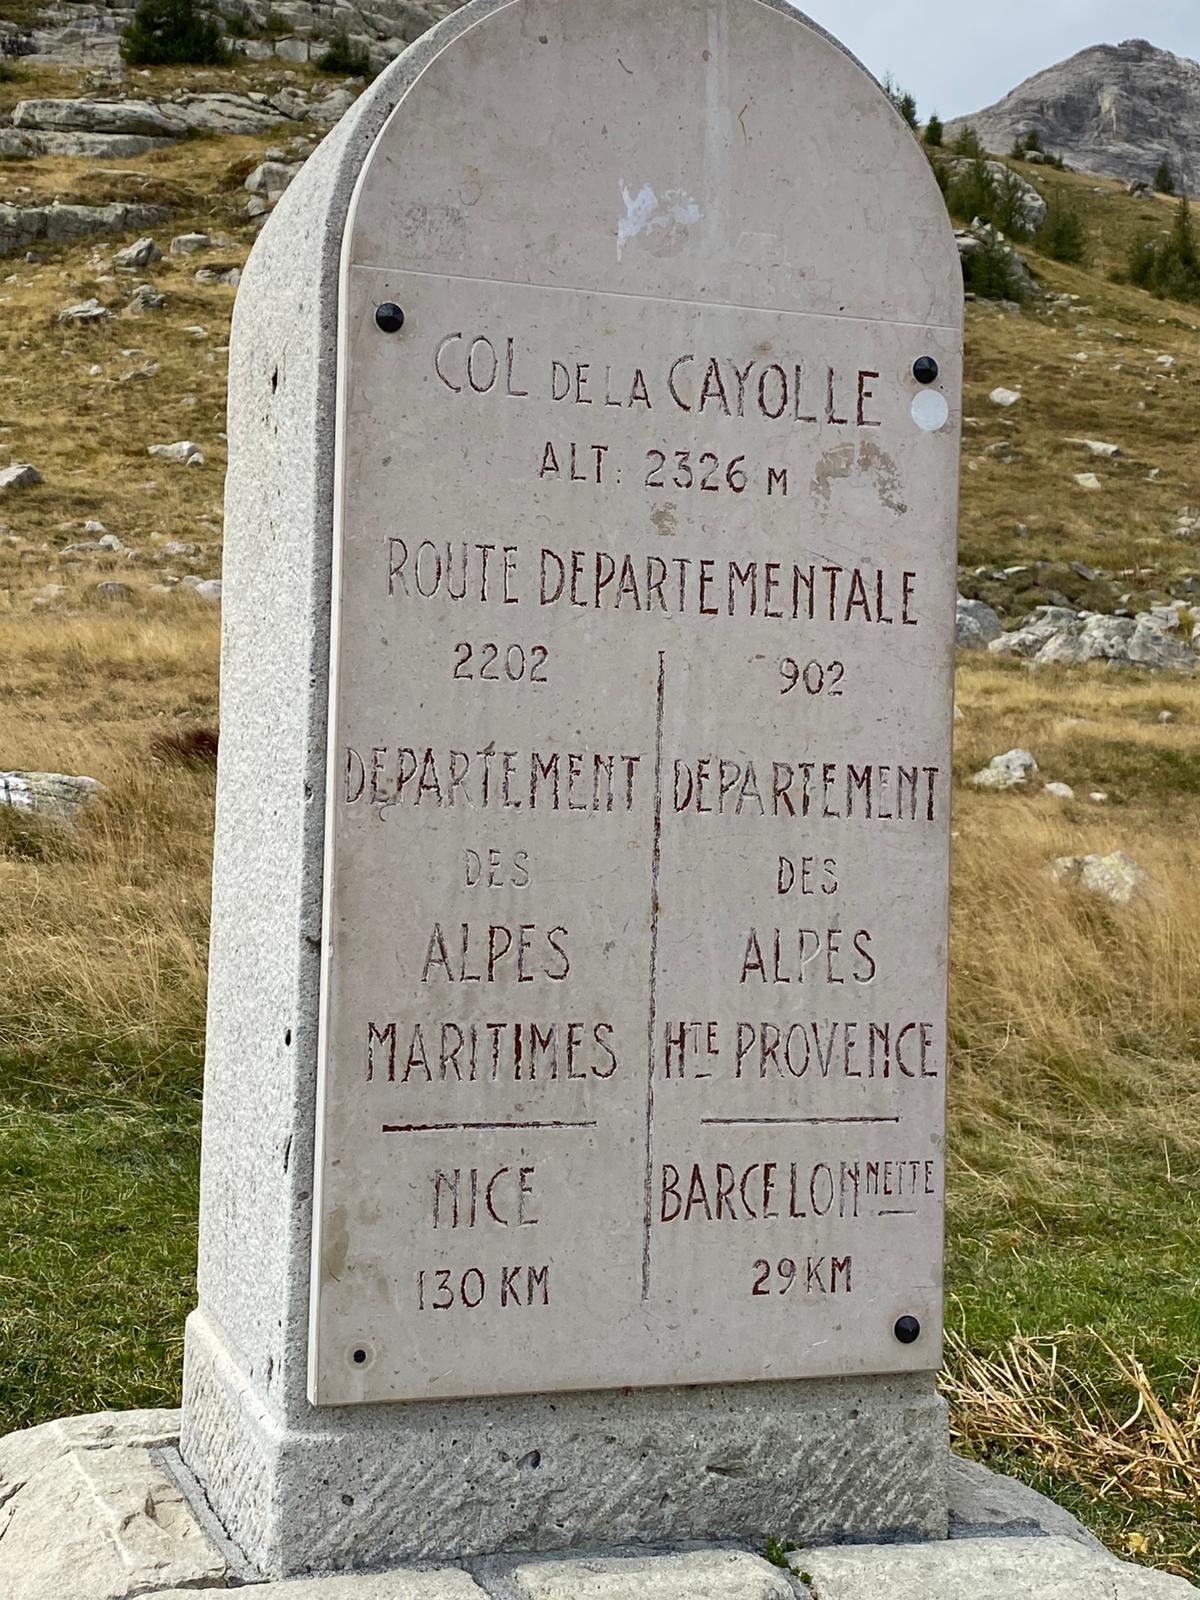 COL DE LA CAYOLLE
ALT: 2326 M
ROUTE DEPARTEMENTALE
2202
DEPARTEMENT
DES
ALPES
MARITIMES
NICE
130 KM
902
DEPARTEMENT
DES
ALPES
HTE PROVENCE
BARCELONNETTE
29 KM